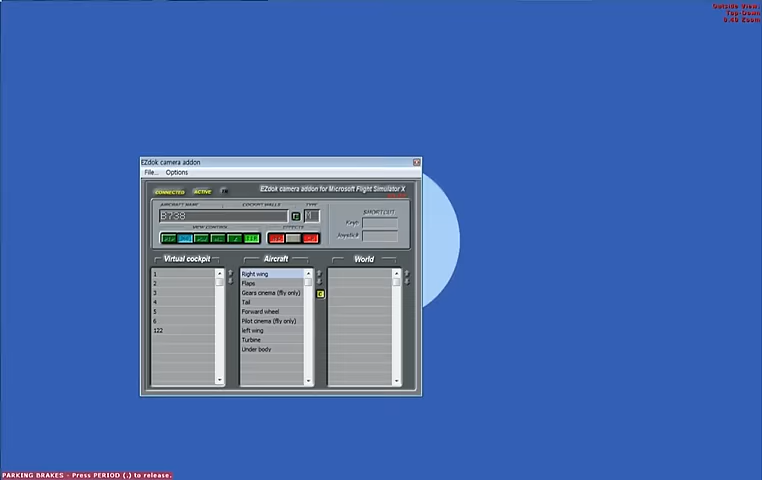 Outside View:
Top-Down
0.40 Zoom
EZdok camera addon
File... Options
CONNECTED ACTIVE
EZdok camera addon for Microsoft Flight Simulator X
AIRCRAFT NAME COCKPIT WALLS TYPE
B738 E M
SHORTCUT
Key:
Joystick:
VIEW CONTROL EFFECTS
Virtual cockpit Aircraft World
1 Right wing
2 Flaps
3 Gears cinema (fly only)
4 Tail
5 Forward wheel
6 Pilot cinema (fly only)
122 left wing
Turbine
Under body
PARKING BRAKES - Press PERIOD (.) to release.